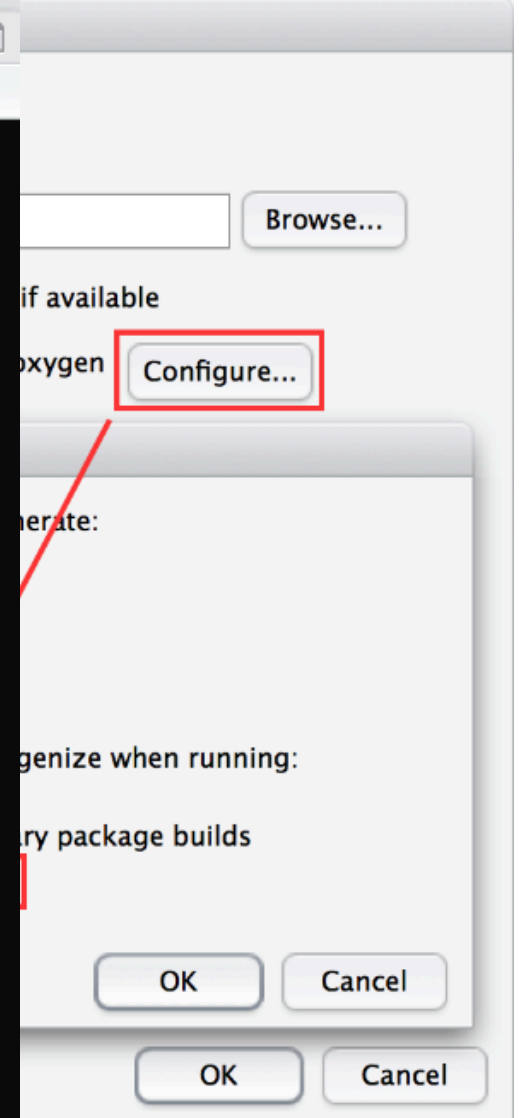 Browse...
if available
oxygen Configure...
nerate:
genize when running:
ary package builds
OK Cancel
OK Cancel